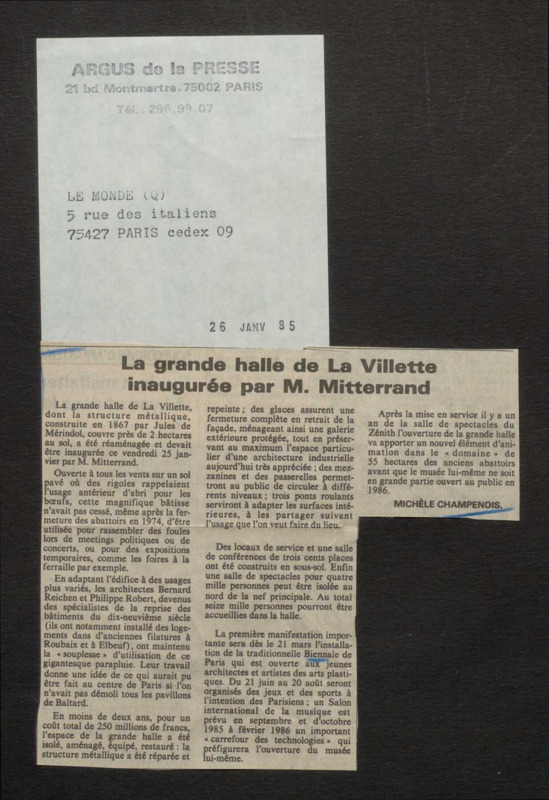 ARGUS de la PRESSE
21 bd Montmartre-75002 PARIS
Tél. : 296.99.07
LE MONDE (Q)
5 rue des italiens
75427 PARIS cedex 09
26 JANV 85
La grande halle de La Villette
inaugurée par M. Mitterrand
La grande halle de La Villette,
dont la structure métallique,
construite en 1867 par Jules de
Mérindol, couvre près de 2 hectares
au sol, a été réaménagée et devait
être inaugurée ce vendredi 25 jan-
vier par M. Mitterrand.
Ouverte à tous les vents sur un sol
pavé où des rigoles rappelaient
l'usage antérieur d'abri pour les
bœufs, cette magnifique bâtisse
n'avait pas cessé, même après la fer-
meture des abattoirs en 1974, d'être
utilisée pour rassembler des foules
lors de meetings politiques ou de
concerts, ou pour des expositions
temporaires, comme les foires à la
ferraille par exemple.
En adaptant l'édifice à des usages
plus variés, les architectes Bernard
Reichen et Philippe Robert, devenus
des spécialistes de la reprise des
bâtiments du dix-neuvième siècle
(ils ont notamment installé des loge-
ments dans d'anciennes filatures à
Roubaix et à Elbeuf), ont maintenu
la « souplesse » d'utilisation de ce
gigantesque parapluie. Leur travail
donne une idée de ce qui aurait pu
être fait au centre de Paris si l'on
n'avait pas démoli tous les pavillons
de Baltard.
En moins de deux ans, pour un
coût total de 250 millions de francs,
l'espace de la grande halle a été
isolé, aménagé, équipé, restauré : la
structure métallique a été réparée et
repeinte ; des glaces assurent une
fermeture complète en retrait de la
façade, ménageant ainsi une galerie
extérieure protégée, tout en préser-
vant au maximum l'espace particu-
lier d'une architecture industrielle
aujourd'hui très appréciée ; des mez-
zanines et des passerelles permet-
tront au public de circuler à diffé-
rents niveaux ; trois ponts roulants
serviront à adapter les surfaces inté-
rieures, à les partager suivant
l'usage que l'on veut faire du lieu.
Des locaux de service et une salle
de conférences de trois cents places
ont été construits en sous-sol. Enfin
une salle de spectacles pour quatre
mille personnes peut être isolée au
nord de la nef principale. Au total
seize mille personnes pourront être
accueillies dans la halle.
La première manifestation impor-
tante sera dès le 21 mars l'installa-
tion de la traditionnelle Biennale de
Paris qui est ouverte aux jeunes
architectes et artistes des arts plasti-
ques. Du 21 juin au 20 août seront
organisés des jeux et des sports à
l'intention des Parisiens ; un Salon
international de la musique est
prévu en septembre et d'octobre
1985 à février 1986 un important
« carrefour des technologies » qui
préfigurera l'ouverture du musée
lui-même.
Après la mise en service il y a un
an de la salle de spectacles du
Zénith l'ouverture de la grande halle
va apporter un nouvel élément d'ani-
mation dans le « domaine » de
55 hectares des anciens abattoirs
avant que le musée lui-même ne soit
en grande partie ouvert au public en
1986.
MICHÈLE CHAMPENOIS.